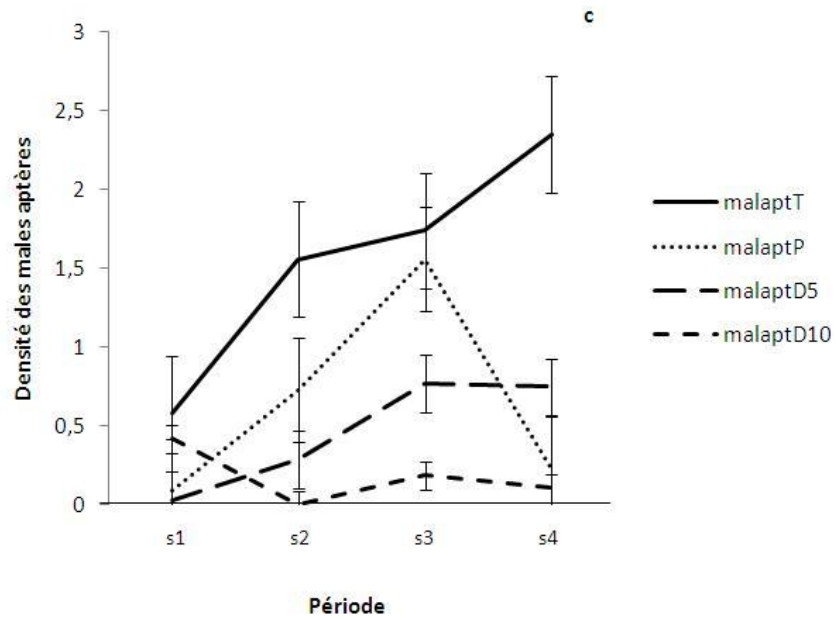 c
Densité des males aptères
3
2,5
2
1,5
1
0,5
0
s1 s2 s3 s4
Période
malaptT
malaptP
malaptD5
malaptD10